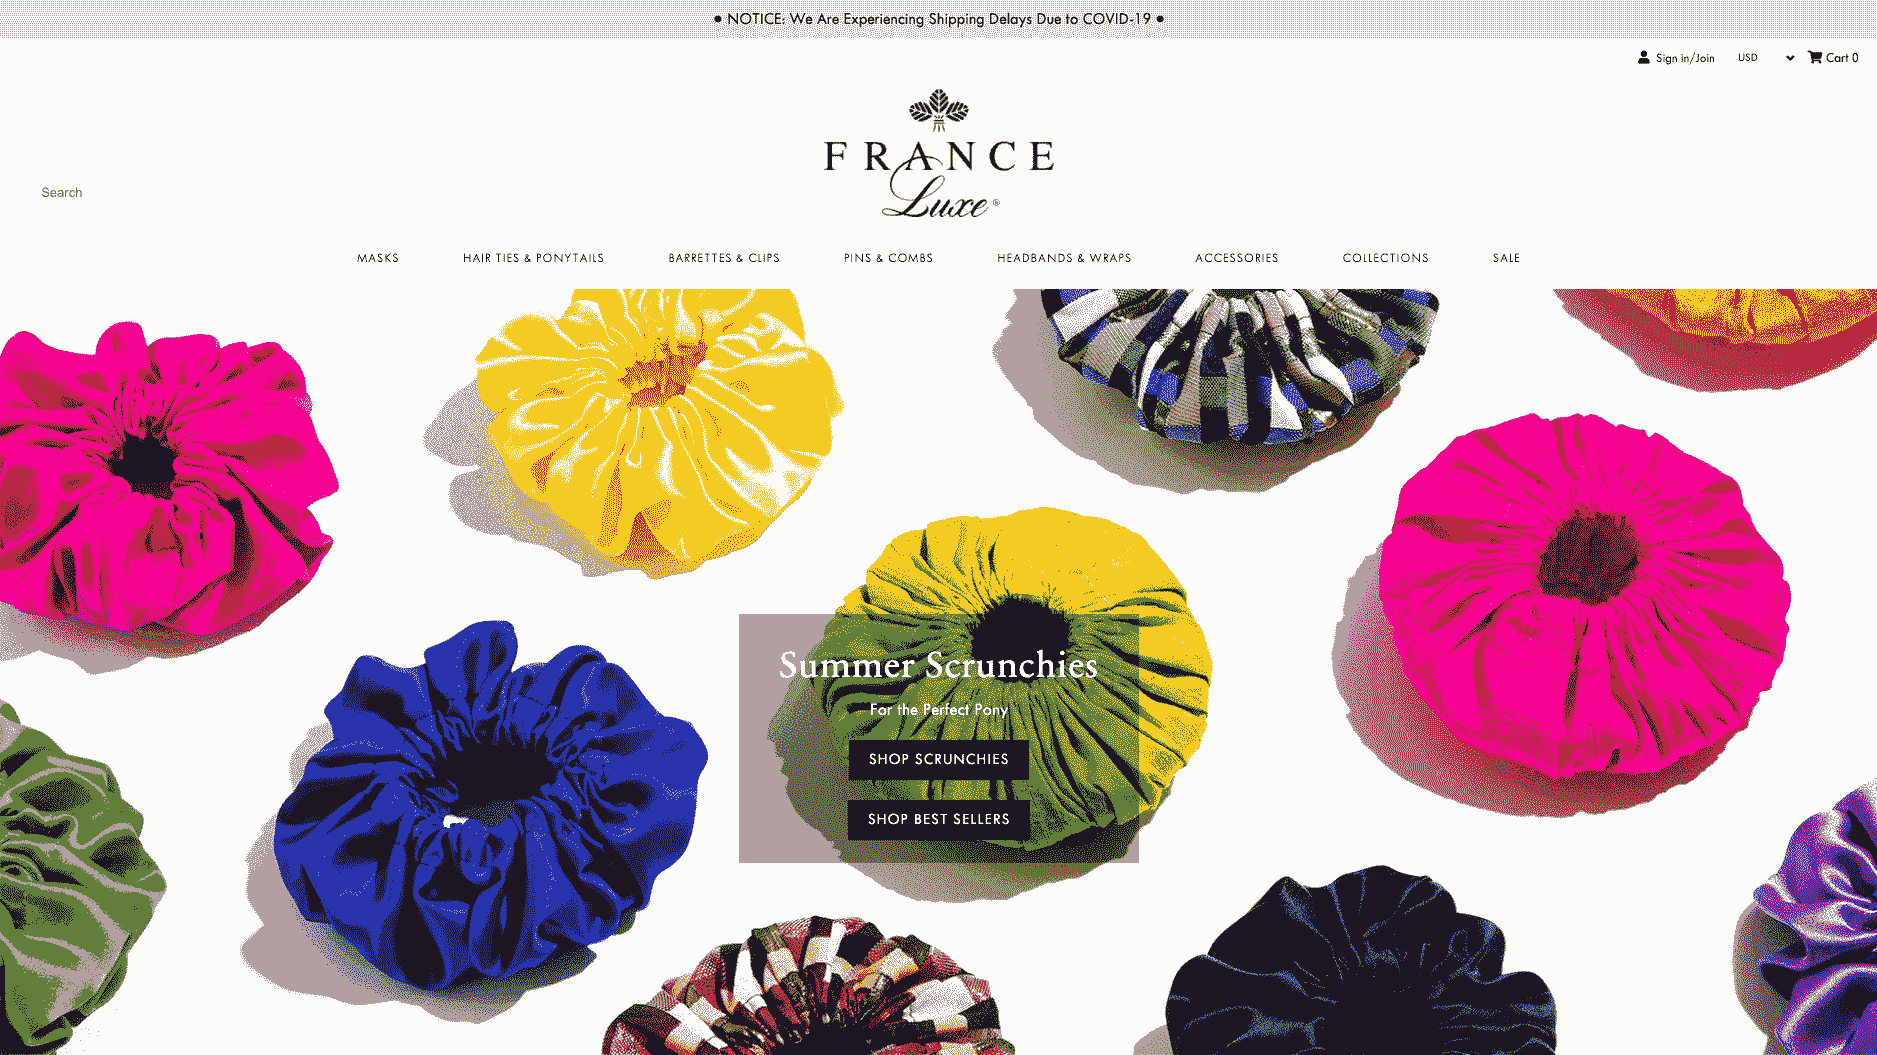 • NOTICE: We Are Experiencing Shipping Delays Due to COVID-19 •
Sign in/Join USD Cart 0
FRANCE
Luxe®
Search
MASKS HAIR TIES & PONYTAILS BARRETTES & CLIPS PINS & COMBS HEADBANDS & WRAPS ACCESSORIES COLLECTIONS SALE
Summer Scrunchies
For the Perfect Pony
SHOP SCRUNCHIES
SHOP BEST SELLERS